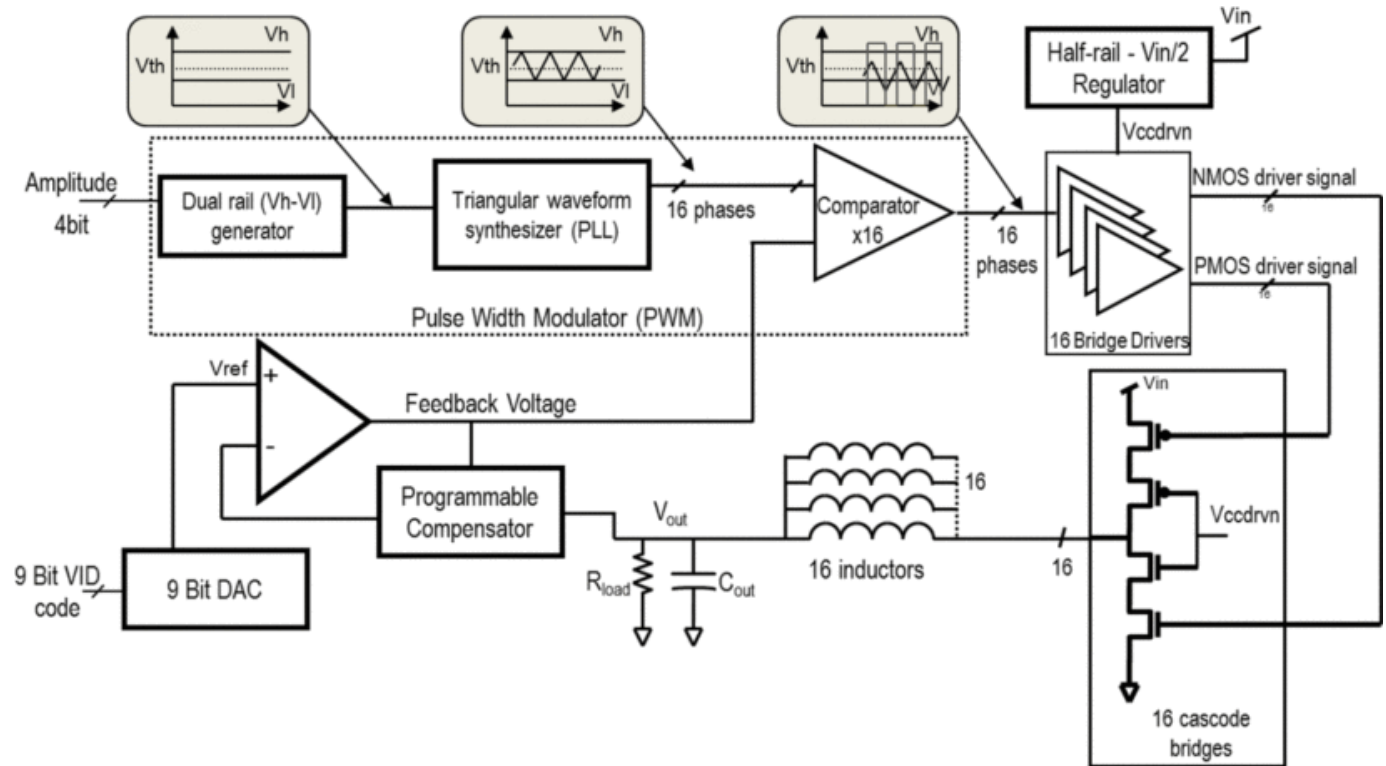 Vh
Vth
Vl
Vh
Vth
Vl
Vh
Vth
V
Vin
Half-rail - Vin/2
Regulator
Vccdrvn
Amplitude
4bit
Dual rail (Vh-Vl)
generator
Triangular waveform
synthesizer (PLL)
16 phases
Comparator
x16
16
phases
NMOS driver signal
16
PMOS driver signal
16
16 Bridge Drivers
Pulse Width Modulator (PWM)
Vref
+
-
Feedback Voltage
Programmable
Compensator
9 Bit VID
code
9 Bit DAC
Vout
Rload
Cout
16
16 inductors
16
Vin
Vccdrvn
16 cascode
bridges